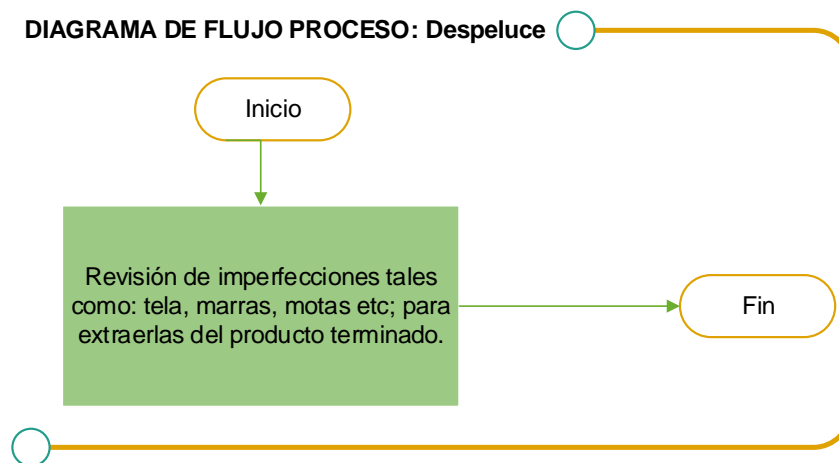 DIAGRAMA DE FLUJO PROCESO: Despeluce
Inicio
Revisión de imperfecciones tales
como: tela, marras, motas etc; para
extraerlas del producto terminado.
Fin